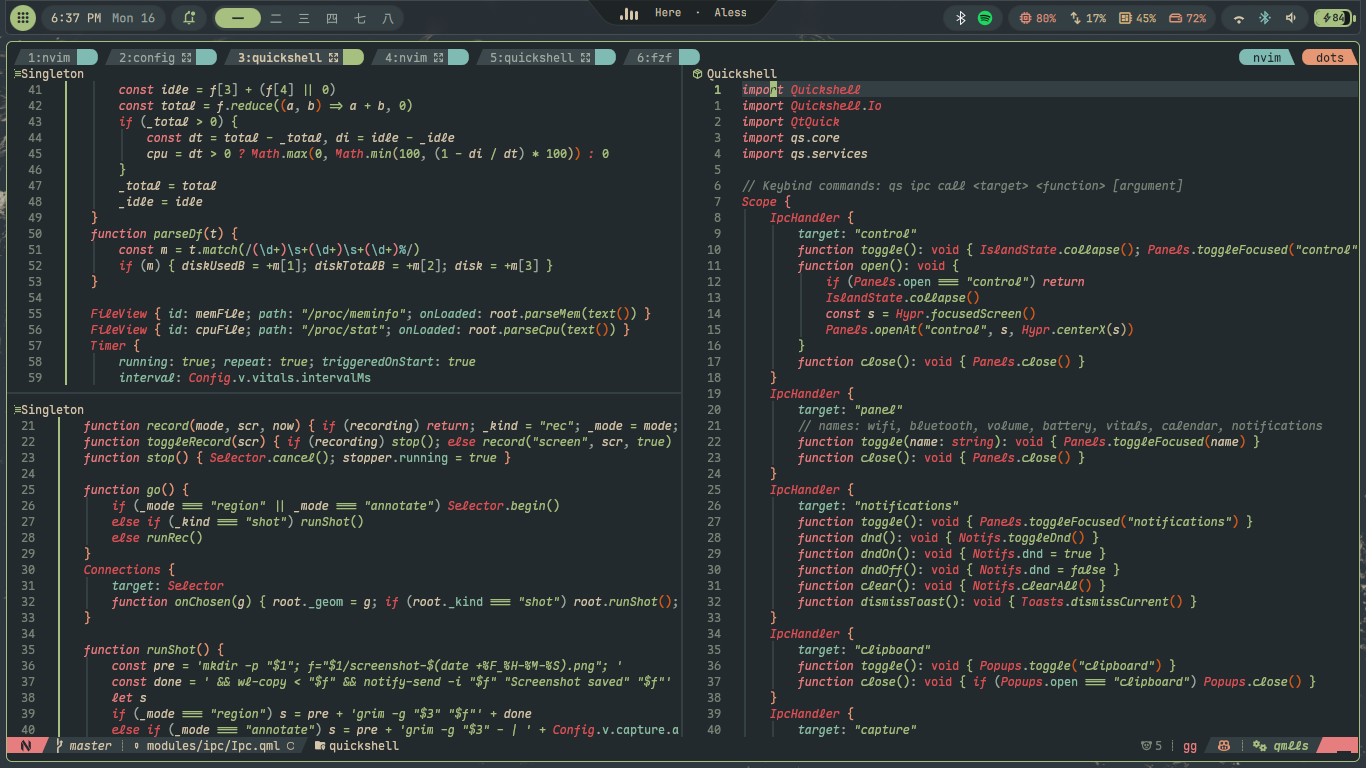 6:37 PM Mon 16
一 二 三 四 七 八
Here · Aless
80% 17% 45% 72%
84
1:nvim 2:config 3:quickshell 4:nvim 5:quickshell 6:fzf
nvim dots
Singleton
41 const idle = f[3] + (f[4] || 0)
42 const total = f.reduce((a, b) => a + b, 0)
43 if (_total > 0) {
44 const dt = total - _total, di = idle - _idle
45 cpu = dt > 0 ? Math.max(0, Math.min(100, (1 - di / dt) * 100)) : 0
46 }
47 _total = total
48 _idle = idle
49 }
50 function parseDf(t) {
51 const m = t.match(/(\d+)\s+(\d+)\s+(\d+)%/)
52 if (m) { diskUsedB = +m[1]; diskTotalB = +m[2]; disk = +m[3] }
53 }
54
55 FileView { id: memFile; path: "/proc/meminfo"; onLoaded: root.parseMem(text()) }
56 FileView { id: cpuFile; path: "/proc/stat"; onLoaded: root.parseCpu(text()) }
57 Timer {
58 running: true; repeat: true; triggeredOnStart: true
59 interval: Config.v.vitals.intervalMs
Singleton
21 function record(mode, scr, now) { if (recording) return; _kind = "rec"; _mode = mode;
22 function toggleRecord(scr) { if (recording) stop(); else record("screen", scr, true)
23 function stop() { Selector.cancel(); stopper.running = true }
24
25 function go() {
26 if (_mode === "region" || _mode === "annotate") Selector.begin()
27 else if (_kind === "shot") runShot()
28 else runRec()
29 }
30 Connections {
31 target: Selector
32 function onChosen(g) { root._geom = g; if (root._kind === "shot") root.runShot();
33 }
34
35 function runShot() {
36 const pre = 'mkdir -p "$1"; f="$1/screenshot-$(date +%F_%H-%M-%S).png"; '
37 const done = ' && wl-copy < "$f" && notify-send -i "$f" "Screenshot saved" "$f"'
38 let s
39 if (_mode === "region") s = pre + 'grim -g "$3" "$f"' + done
40 else if (_mode === "annotate") s = pre + 'grim -g "$3" - | ' + Config.v.capture.a
Quickshell
1 import Quickshell
1 import Quickshell.Io
2 import QtQuick
3 import qs.core
4 import qs.services
5
6 // Keybind commands: qs ipc call <target> <function> [argument]
7 Scope {
8 IpcHandler {
9 target: "control"
10 function toggle(): void { IslandState.collapse(); Panels.toggleFocused("control"
11 function open(): void {
12 if (Panels.open === "control") return
13 IslandState.collapse()
14 const s = Hypr.focusedScreen()
15 Panels.openAt("control", s, Hypr.centerX(s))
16 }
17 function close(): void { Panels.close() }
18 }
19 IpcHandler {
20 target: "panel"
21 // names: wifi, bluetooth, volume, battery, vitals, calendar, notifications
22 function toggle(name: string): void { Panels.toggleFocused(name) }
23 function close(): void { Panels.close() }
24 }
25 IpcHandler {
26 target: "notifications"
27 function toggle(): void { Panels.toggleFocused("notifications") }
28 function dnd(): void { Notifs.toggleDnd() }
29 function dndOn(): void { Notifs.dnd = true }
30 function dndOff(): void { Notifs.dnd = false }
31 function clear(): void { Notifs.clearAll() }
32 function dismissToast(): void { Toasts.dismissCurrent() }
33 }
34 IpcHandler {
35 target: "clipboard"
36 function toggle(): void { Popups.toggle("clipboard") }
37 function close(): void { if (Popups.open === "clipboard") Popups.close() }
38 }
39 IpcHandler {
40 target: "capture"
N master modules/ipc/Ipc.qml quickshell
5 gg qmlls